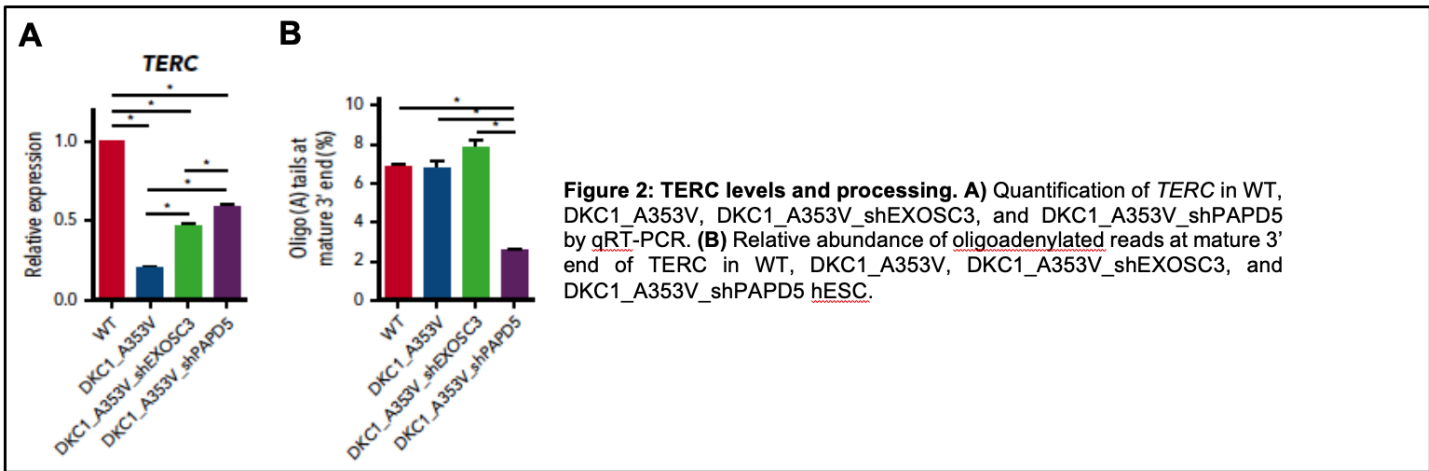 A
B
TERC
Relative expression
1.0
0.5
0.0
*
*
*
*
*
*
WT
DKC1_A353V
DKC1_A353V_shEXOSC3
DKC1_A353V_shPAPD5
Oligo (A) tails at
mature 3' end (%)
10
8
6
4
2
0
*
*
*
WT
DKC1_A353V
DKC1_A353V_shEXOSC3
DKC1_A353V_shPAPD5
Figure 2: TERC levels and processing. A) Quantification of TERC in WT,
DKC1_A353V, DKC1_A353V_shEXOSC3, and DKC1_A353V_shPAPD5
by qRT-PCR. (B) Relative abundance of oligoadenylated reads at mature 3'
end of TERC in WT, DKC1_A353V, DKC1_A353V_shEXOSC3, and
DKC1_A353V_shPAPD5 hESC.